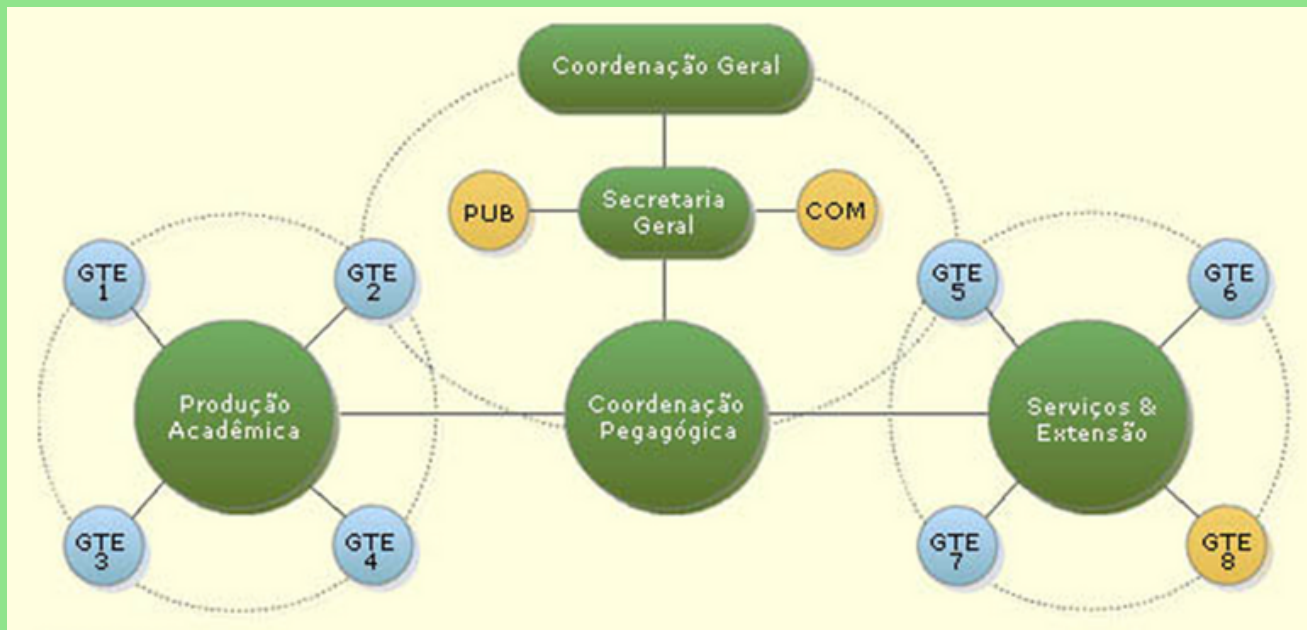 Coordenação Geral
PUB
Secretaria
Geral
COM
GTE
1
GTE
2
GTE
5
GTE
6
Produção
Acadêmica
Coordenação
Pegagógica
Serviços &
Extensão
GTE
3
GTE
4
GTE
7
GTE
8